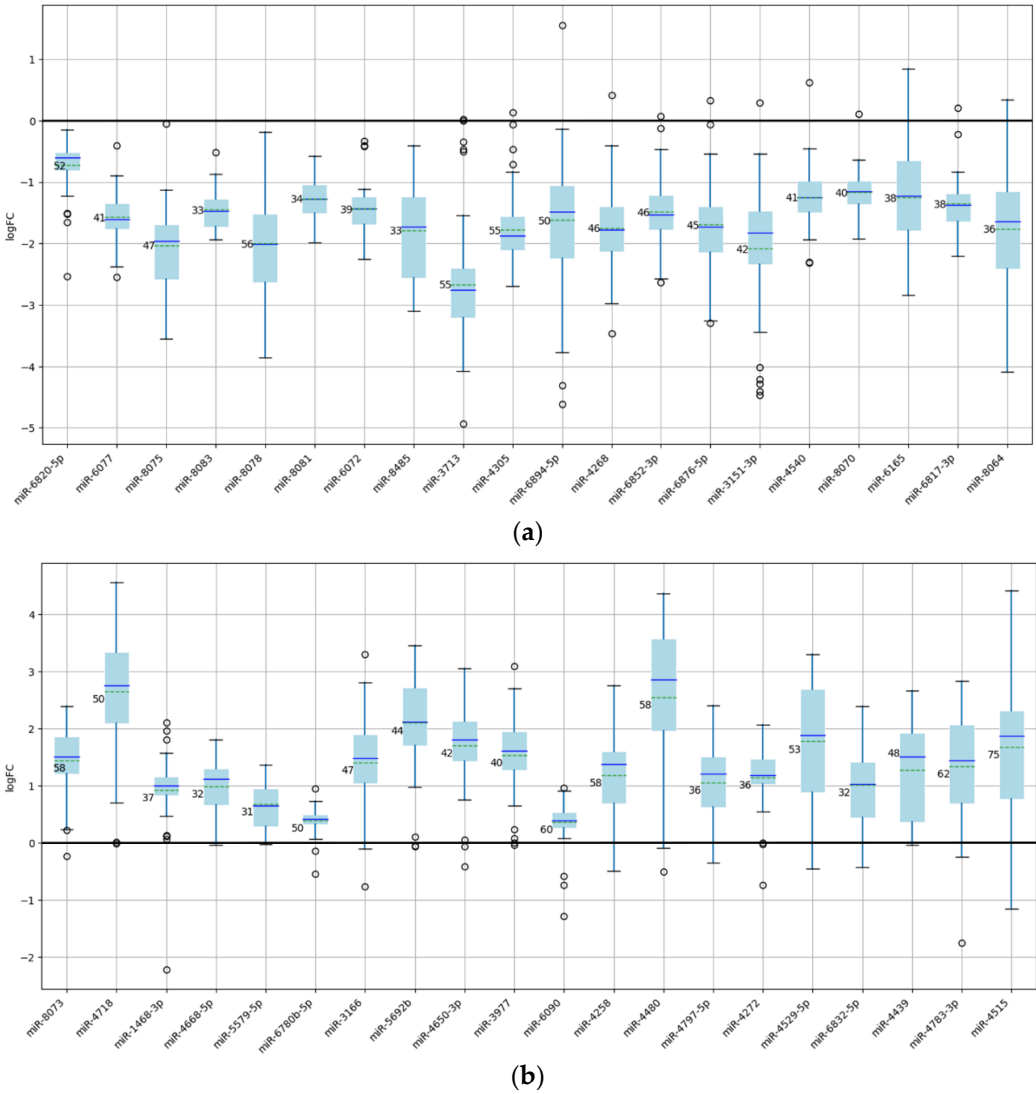 1
0
−1
−2
−3
−4
−5
logFC
52
41
47
33
56
34
39
33
55
55
50
46
46
45
42
41
40
38
38
36
miR-6820-5p
miR-6077
miR-8075
miR-8083
miR-8078
miR-8081
miR-6072
miR-8485
miR-3713
miR-4305
miR-6894-5p
miR-4268
miR-6852-3p
miR-6876-5p
miR-3151-3p
miR-4540
miR-8070
miR-6165
miR-6817-3p
miR-8064
(a)
4
3
2
1
0
−1
−2
logFC
58
50
37
32
31
50
47
44
42
40
60
58
58
36
36
53
32
48
62
75
miR-8073
miR-4718
miR-1468-3p
miR-4668-5p
miR-5579-5p
miR-6780b-5p
miR-3166
miR-5692b
miR-4650-3p
miR-3977
miR-6090
miR-4258
miR-4480
miR-4797-5p
miR-4272
miR-4529-5p
miR-6832-5p
miR-4439
miR-4783-3p
miR-4515
(b)